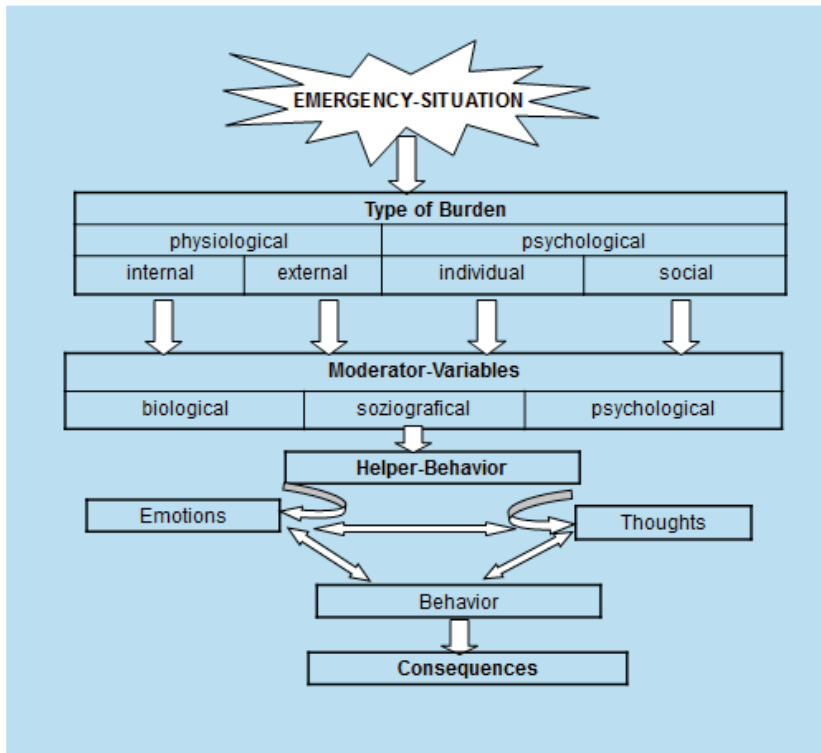 EMERGENCY-SITUATION
Type of Burden
physiological psychological
internal external individual social
Moderator-Variables
biological soziografical psychological
Helper-Behavior
Emotions Thoughts
Behavior
Consequences